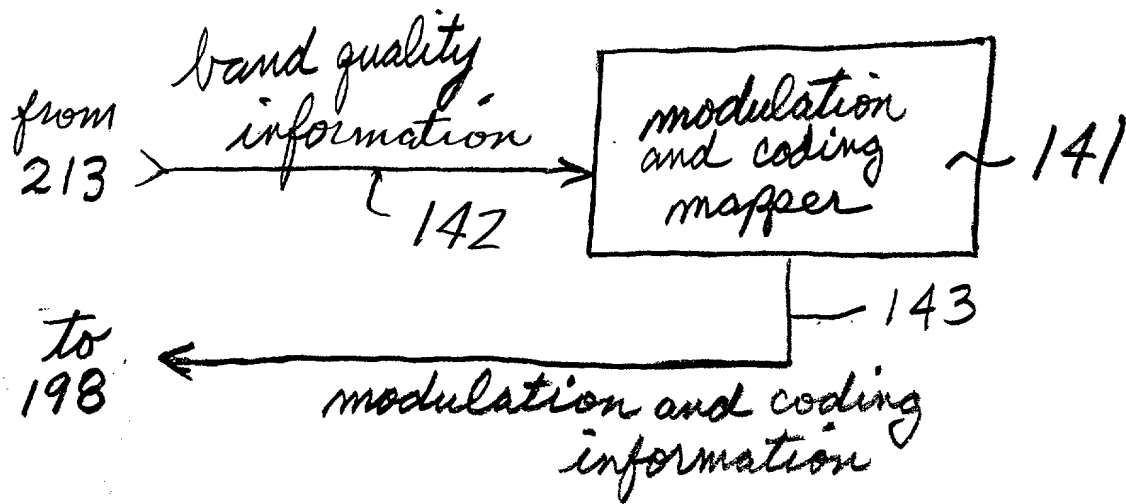 band quality
information
from
213
142
modulation
and coding
mapper
141
143
to
198
modulation and coding
information